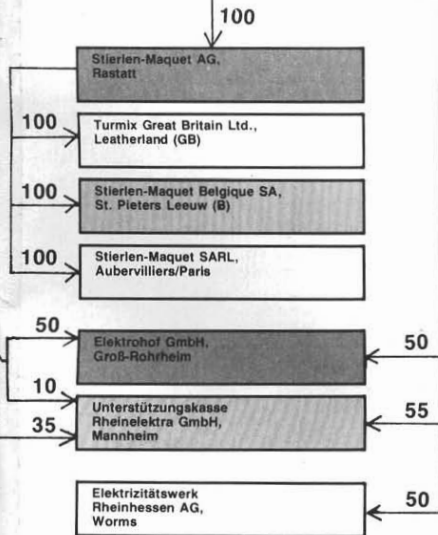 100
Stierlen-Maquet AG,
Rastatt
100
Turmix Great Britain Ltd.,
Leatherland (GB)
100
Stierlen-Maquet Belgique SA,
St. Pieters Leeuw (B)
100
Stierlen-Maquet SARL,
Aubervilliers/Paris
50
Elektrohof GmbH,
Groß-Rohrheim
50
10
Unterstützungskasse
Rheinelektra GmbH,
Mannheim
35
55
Elektrizitätswerk
Rheinhessen AG,
Worms
50